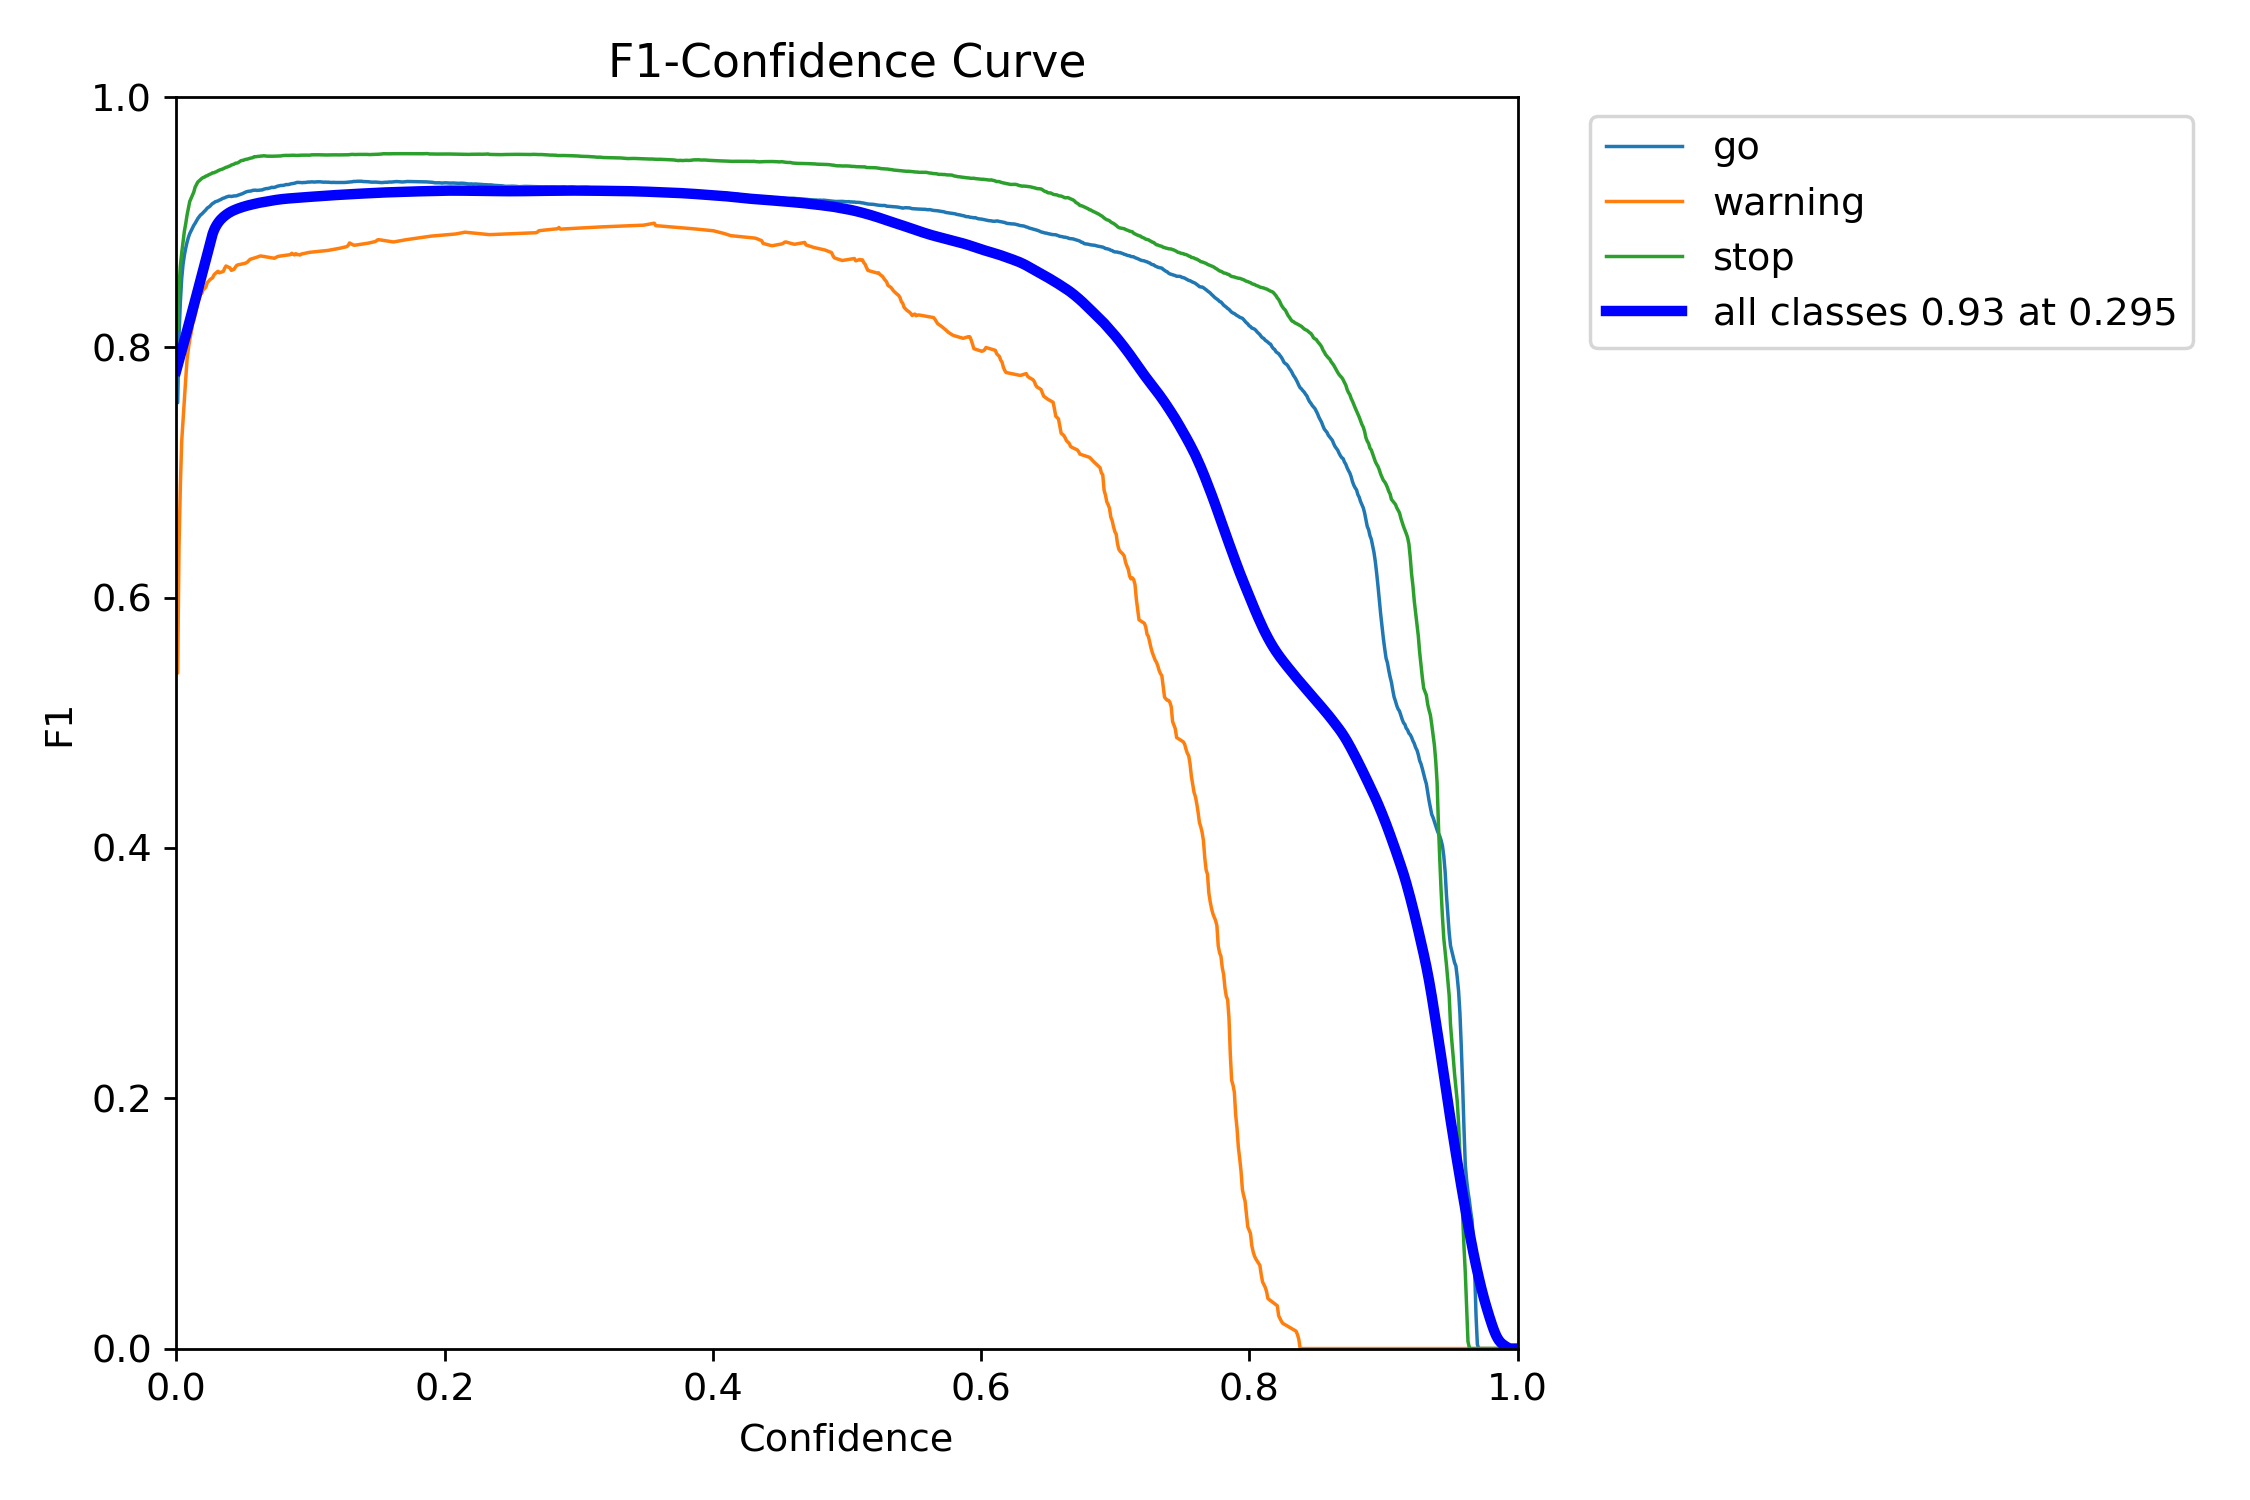 F1-Confidence Curve
1.0
0.8
0.6
0.4
0.2
0.0
F1
0.0 0.2 0.4 0.6 0.8 1.0
Confidence
go
warning
stop
all classes 0.93 at 0.295